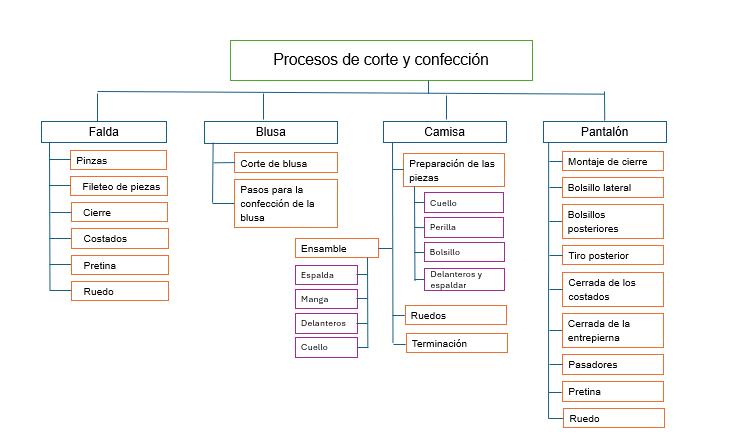 Procesos de corte y confección
Falda
Pinzas
Fileteo de piezas
Cierre
Costados
Pretina
Ruedo
Blusa
Corte de blusa
Pasos para la
confección de la
blusa
Camisa
Preparación de las
piezas
Cuello
Perilla
Bolsillo
Delanteros y
espaldar
Ensamble
Espalda
Manga
Delanteros
Cuello
Ruedos
Terminación
Pantalón
Montaje de cierre
Bolsillo lateral
Bolsillos
posteriores
Tiro posterior
Cerrada de los
costados
Cerrada de la
entrepierna
Pasadores
Pretina
Ruedo